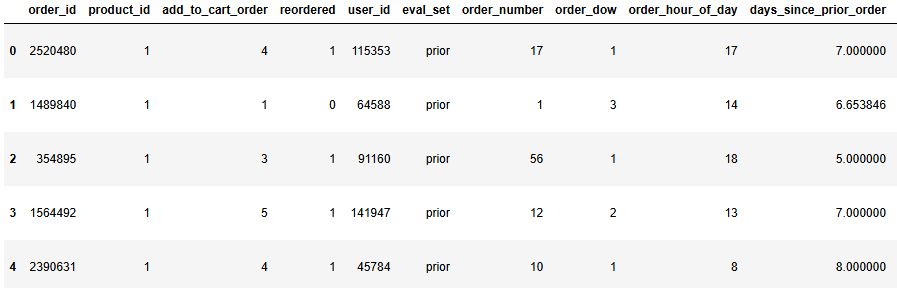 order_id product_id add_to_cart_order reordered user_id eval_set order_number order_dow order_hour_of_day days_since_prior_order
0 2520480 1 4 1 115353 prior 17 1 17 7.000000
1 1489840 1 1 0 64588 prior 1 3 14 6.653846
2 354895 1 3 1 91160 prior 56 1 18 5.000000
3 1564492 1 5 1 141947 prior 12 2 13 7.000000
4 2390631 1 4 1 45784 prior 10 1 8 8.000000